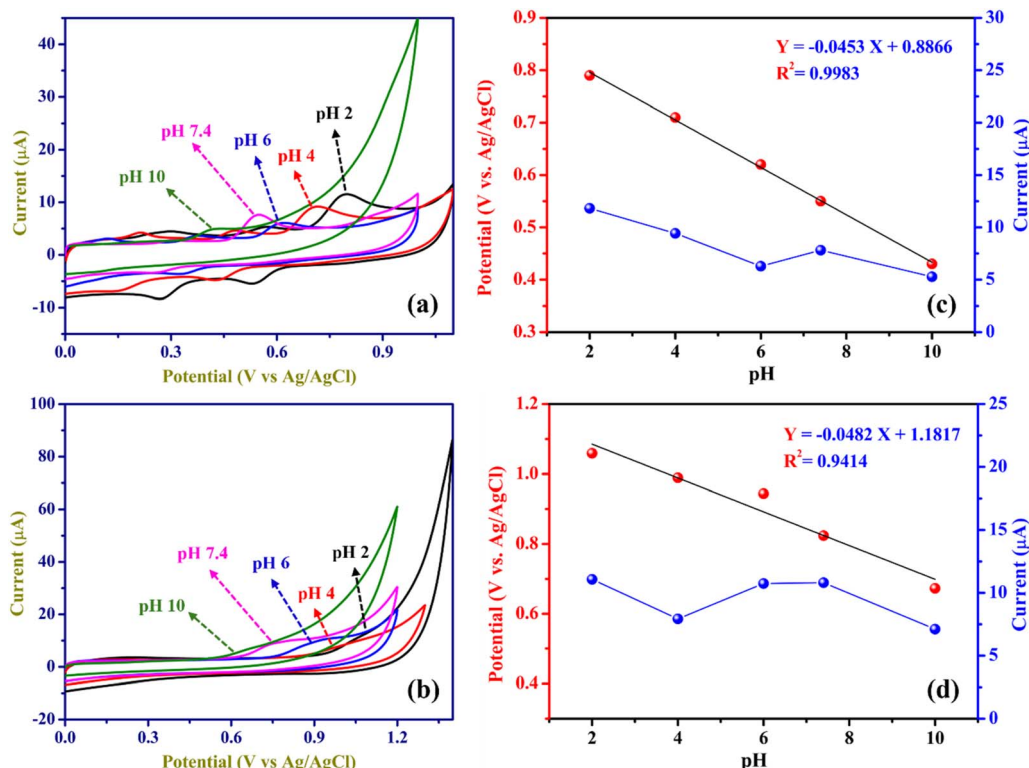 40
30
20
10
0
-10
Current (μA)
pH 10
pH 7.4
pH 6
pH 4
pH 2
(a)
0.0 0.3 0.6 0.9
Potential (V vs Ag/AgCl)
0.9
0.8
0.7
0.6
0.5
0.4
0.3
Potential (V vs. Ag/AgCl)
Y = -0.0453 X + 0.8866
R²= 0.9983
(c)
30
25
20
15
10
5
0
Current (μA)
2 4 6 8 10
pH
100
80
60
40
20
0
-20
Current (μA)
pH 10
pH 7.4
pH 6
pH 4
pH 2
(b)
0.0 0.3 0.6 0.9 1.2
Potential (V vs Ag/AgCl)
1.2
1.0
0.8
0.6
0.4
Potential (V vs. Ag/AgCl)
Y = -0.0482 X + 1.1817
R²= 0.9414
(d)
25
20
15
10
5
0
Current (μA)
2 4 6 8 10
pH